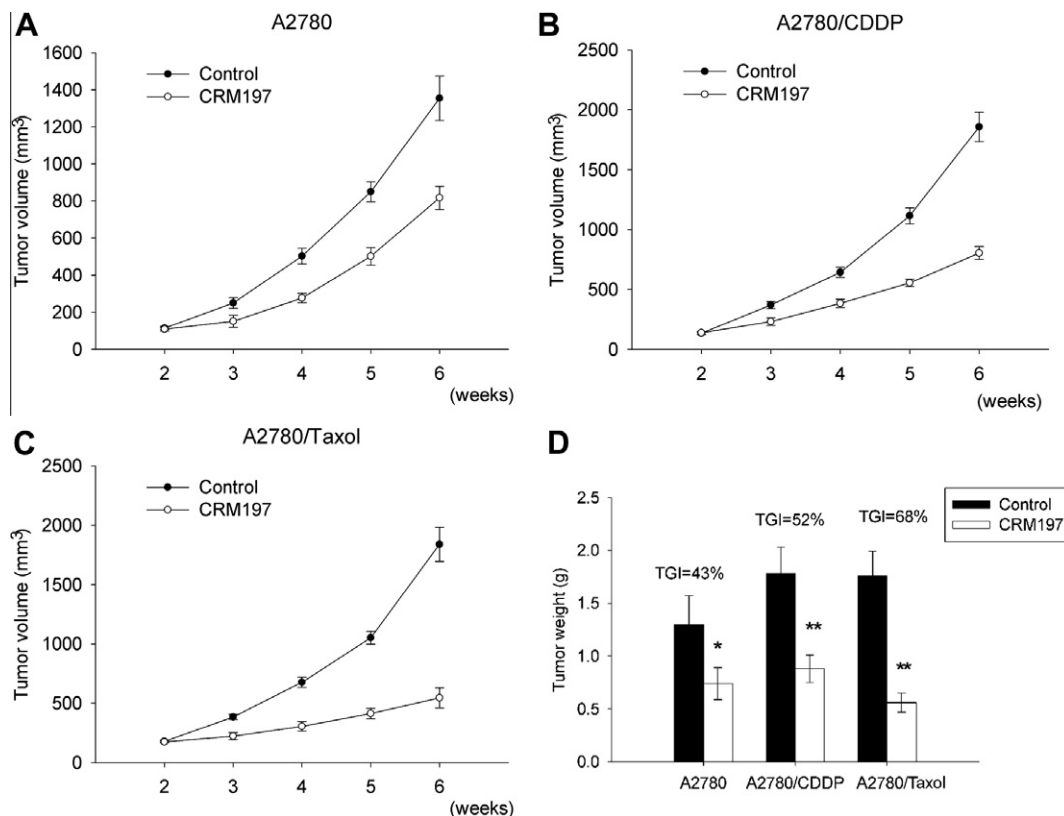 A
A2780
Tumor volume (mm3)
1600
1400
1200
1000
800
600
400
200
0
Control
CRM197
2 3 4 5 6
(weeks)
B
A2780/CDDP
Tumor volume (mm3)
2500
2000
1500
1000
500
0
Control
CRM197
2 3 4 5 6
(weeks)
C
A2780/Taxol
Tumor volume (mm3)
2500
2000
1500
1000
500
0
Control
CRM197
2 3 4 5 6
(weeks)
D
Control
CRM197
Tumor weight (g)
2.5
2.0
1.5
1.0
0.5
0.0
TGI=43%
TGI=52%
TGI=68%
*
**
**
A2780 A2780/CDDP A2780/Taxol